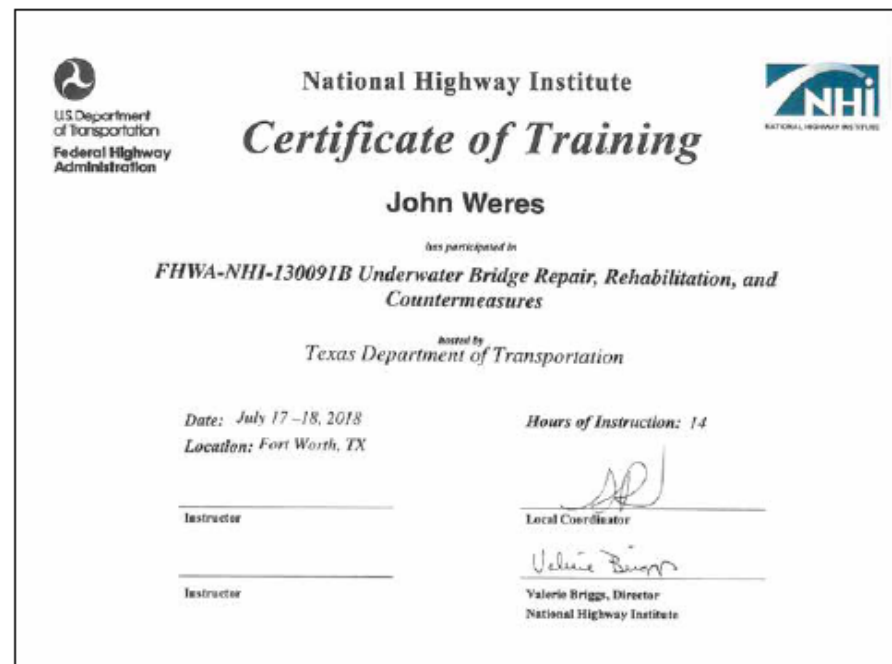 U.S. Department
of Transportation
Federal Highway
Administration
National Highway Institute
NHi
NATIONAL HIGHWAY INSTITUTE
Certificate of Training
John Weres
has participated in
FHWA-NHI-130091B Underwater Bridge Repair, Rehabilitation, and
Countermeasures
hosted by
Texas Department of Transportation
Date: July 17–18, 2018
Hours of Instruction: 14
Location: Fort Worth, TX
Instructor
Local Coordinator
Valerie Briggs
Instructor
Valerie Briggs, Director
National Highway Institute